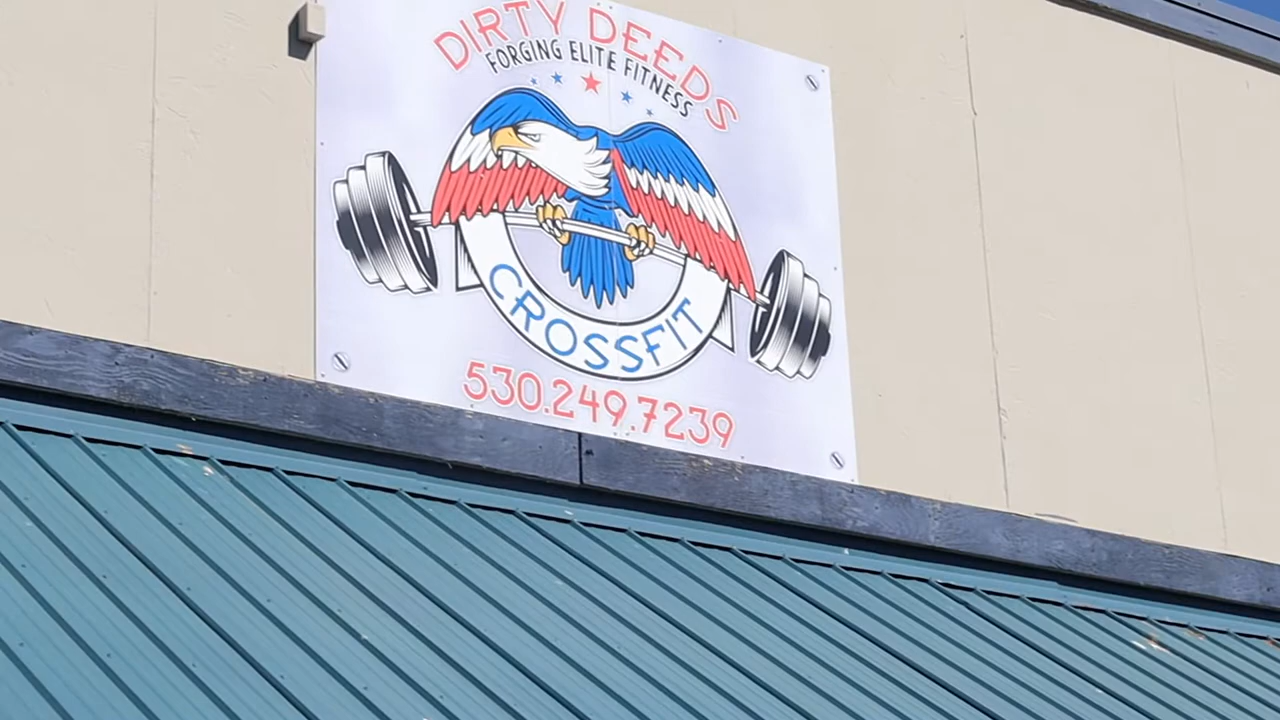 DIRTY DEEDS
FORGING ELITE FITNESS
CROSSFIT
530.249.7239